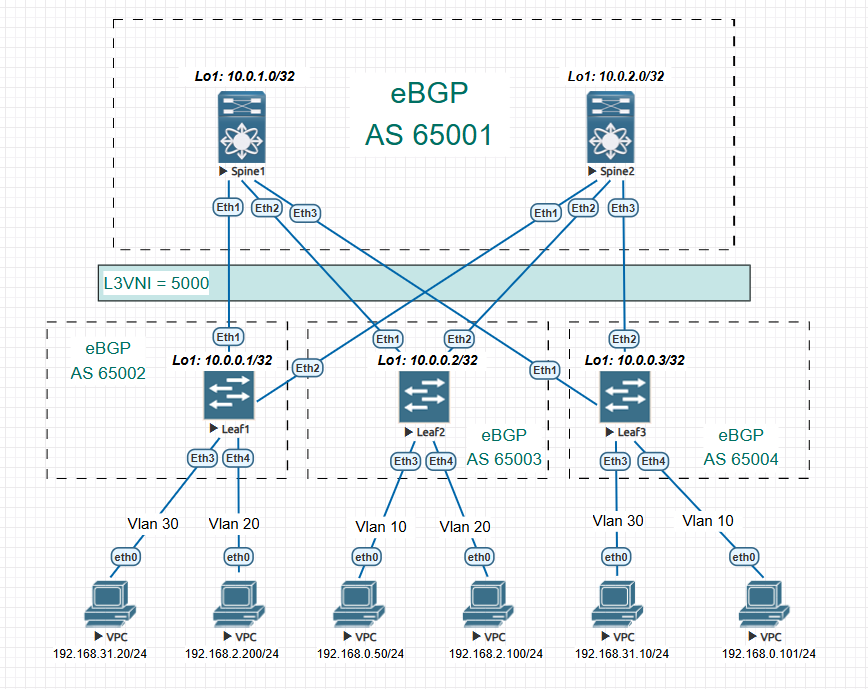 Lo1: 10.0.1.0/32
Lo1: 10.0.2.0/32
eBGP
AS 65001
Spine1
Spine2
Eth1
Eth2
Eth3
Eth1
Eth2
Eth3
L3VNI = 5000
Eth1
Eth1
Eth2
Eth2
eBGP
AS 65002
Lo1: 10.0.0.1/32
Eth2
Lo1: 10.0.0.2/32
Eth1
Lo1: 10.0.0.3/32
Leaf1
Leaf2
Leaf3
eBGP
AS 65003
eBGP
AS 65004
Eth3
Eth4
Eth3
Eth4
Eth3
Eth4
Vlan 30
Vlan 20
Vlan 10
Vlan 20
Vlan 30
Vlan 10
eth0
eth0
eth0
eth0
eth0
eth0
VPC
VPC
VPC
VPC
VPC
VPC
192.168.31.20/24
192.168.2.200/24
192.168.0.50/24
192.168.2.100/24
192.168.31.10/24
192.168.0.101/24